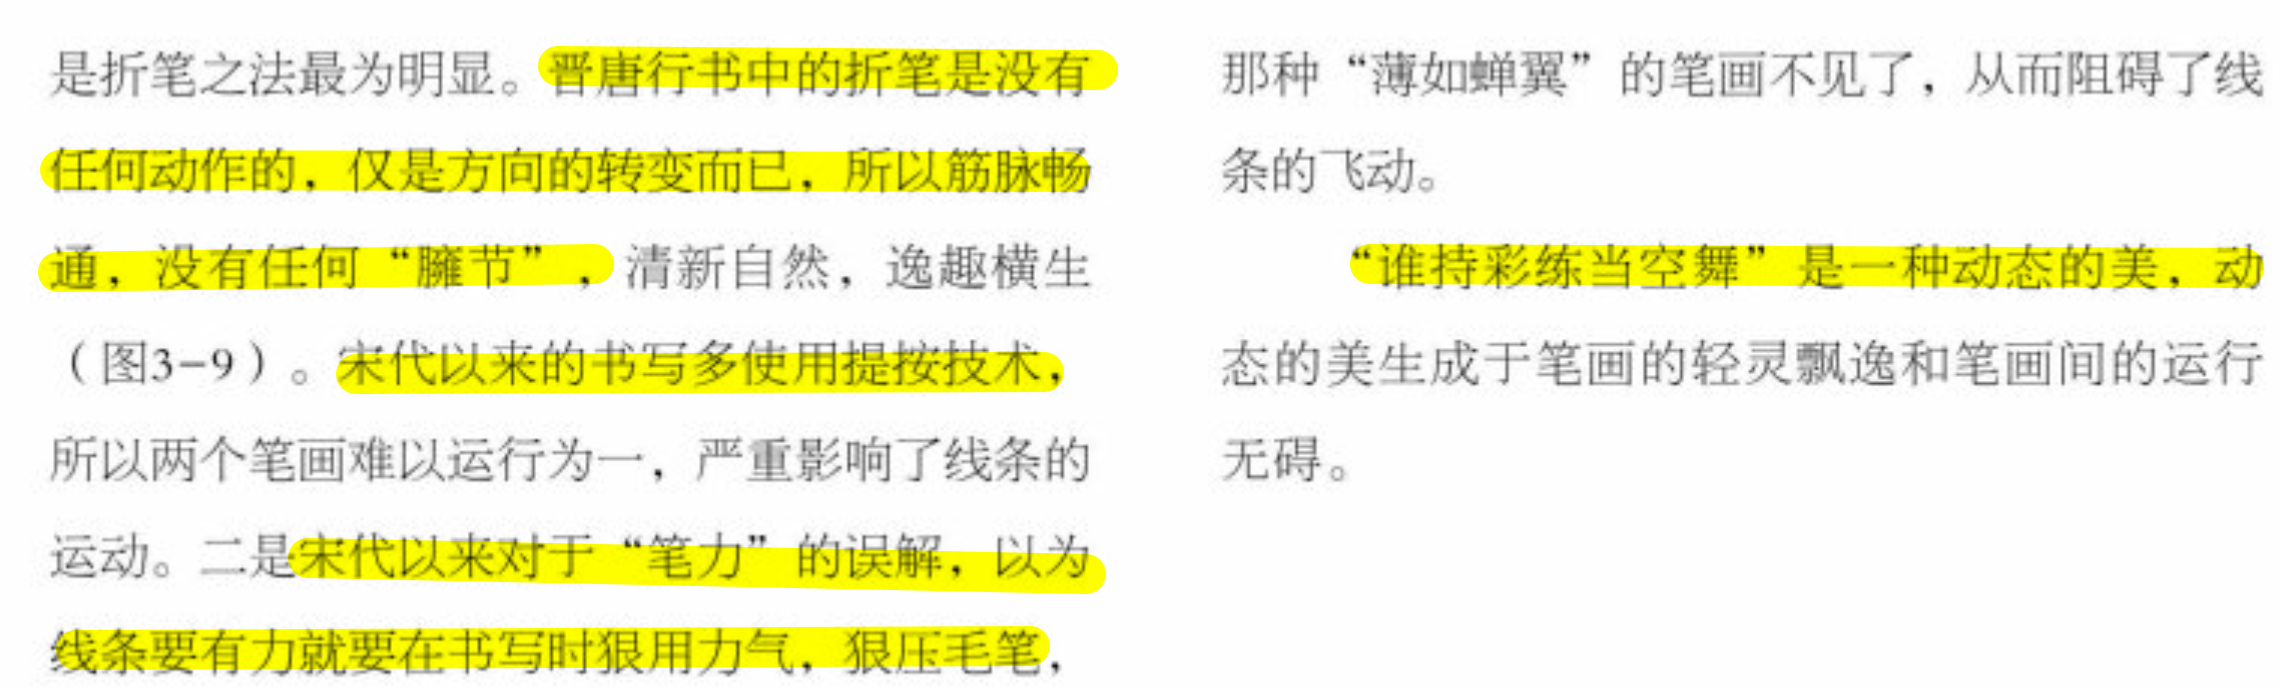 是折笔之法最为明显。晋唐行书中的折笔是没有
任何动作的，仅是方向的转变而已，所以筋脉畅
通，没有任何“臃节”，清新自然，逸趣横生
（图3-9）。宋代以来的书写多使用提按技术，
所以两个笔画难以运行为一，严重影响了线条的
运动。二是宋代以来对于“笔力”的误解，以为
线条要有力就要在书写时狠用力气，狠压毛笔，
那种“薄如蝉翼”的笔画不见了，从而阻碍了线
条的飞动。
“谁持彩练当空舞”是一种动态的美，动
态的美生成于笔画的轻灵飘逸和笔画间的运行
无碍。